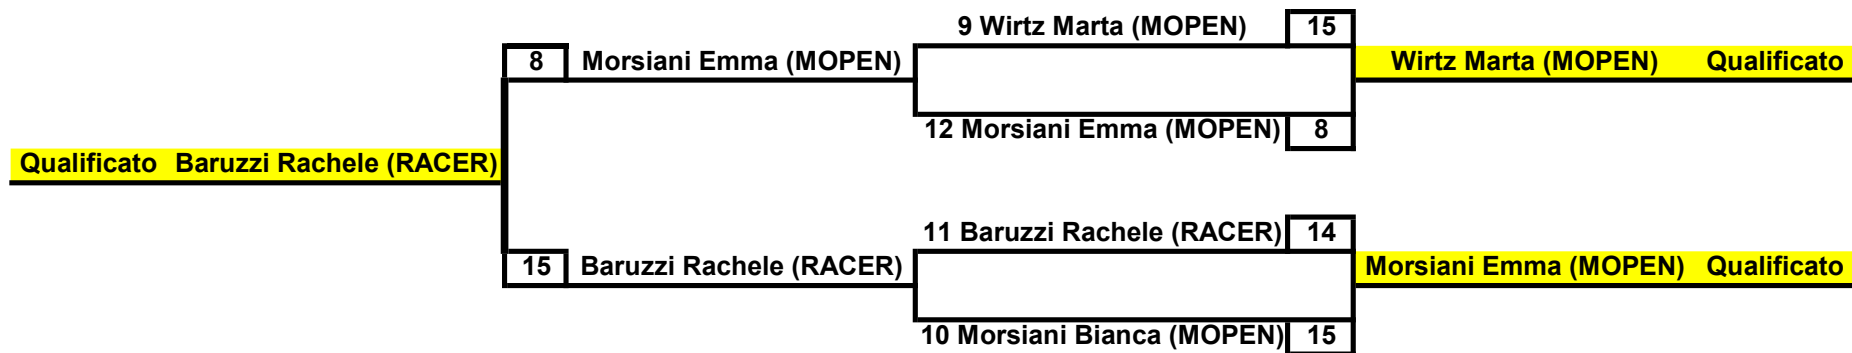 9 Wirtz Marta (MOPEN) 15
8 Morsiani Emma (MOPEN) Wirtz Marta (MOPEN) Qualificato
12 Morsiani Emma (MOPEN) 8
Qualificato Baruzzi Rachele (RACER)
11 Baruzzi Rachele (RACER) 14
15 Baruzzi Rachele (RACER) Morsiani Emma (MOPEN) Qualificato
10 Morsiani Bianca (MOPEN) 15